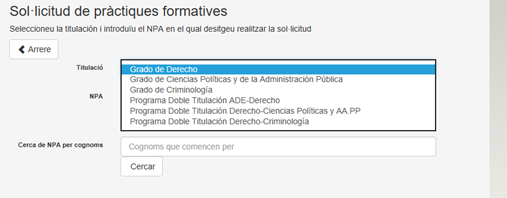 Sol·licitud de pràctiques formatives
Seleccioneu la titulación i introduïu el NPA en el qual desitgeu realitzar la sol·licitud
Arrere
Titulació
Grado de Derecho
Grado de Ciencias Políticas y de la Administración Pública
Grado de Criminología
NPA
Programa Doble Titulación ADE-Derecho
Programa Doble Titulación Derecho-Ciencias Políticas y AA.PP
Programa Doble Titulación Derecho-Criminología
Cerca de NPA per cognoms
Cognoms que comencen per
Cercar